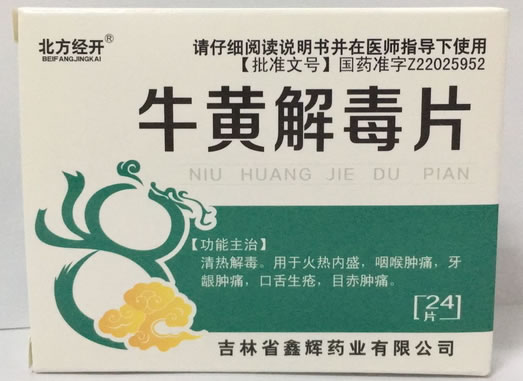 北方经开®
BEIFANGJINGKAI
请仔细阅读说明书并在医师指导下使用
【批准文号】国药准字Z22025952
牛黄解毒片
NIU HUANG JIE DU PIAN
【功能主治】
清热解毒。用于火热内盛，咽喉肿痛，牙
龈肿痛，口舌生疮，目赤肿痛。
[24片]
吉林省鑫辉药业有限公司